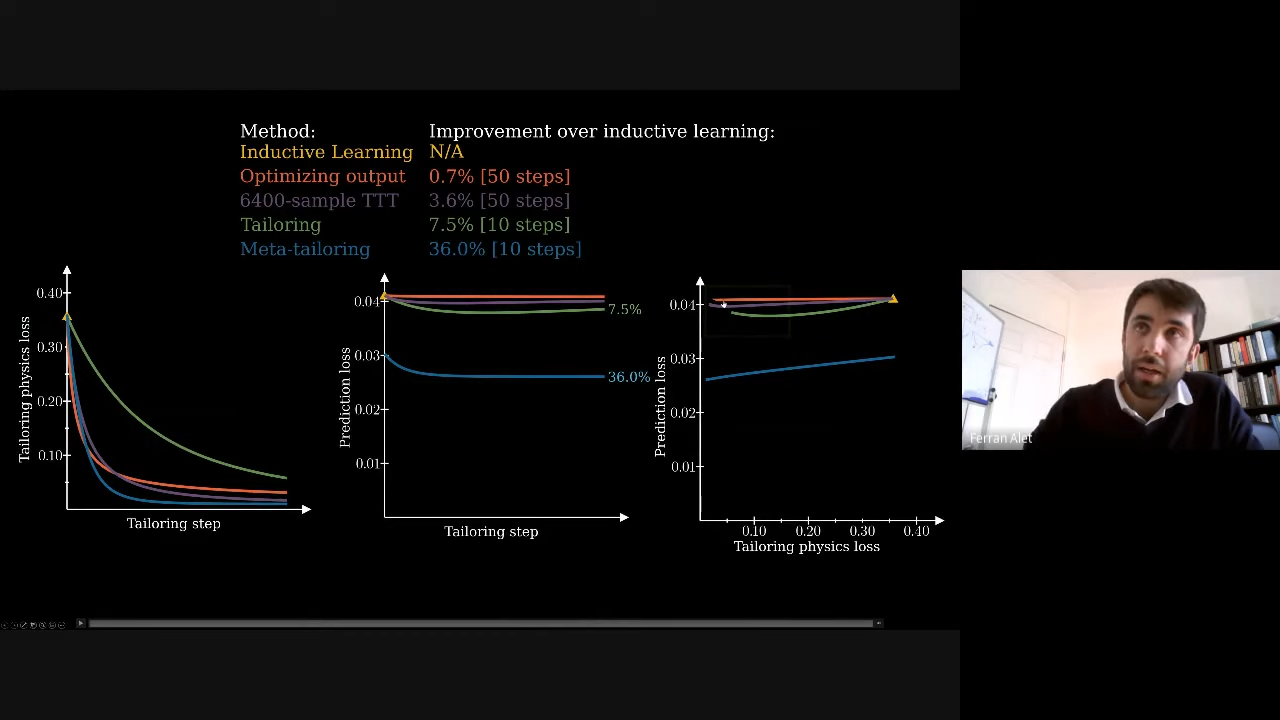 Method: Improvement over inductive learning:
Inductive Learning N/A
Optimizing output 0.7% [50 steps]
6400-sample TTT 3.6% [50 steps]
Tailoring 7.5% [10 steps]
Meta-tailoring 36.0% [10 steps]
Tailoring physics loss
0.40
0.30
0.20
0.10
Tailoring step
Prediction loss
0.04
0.03
0.02
0.01
7.5%
36.0%
Tailoring step
Prediction loss
0.04
0.03
0.02
0.01
0.10 0.20 0.30 0.40
Tailoring physics loss
Ferran Alet